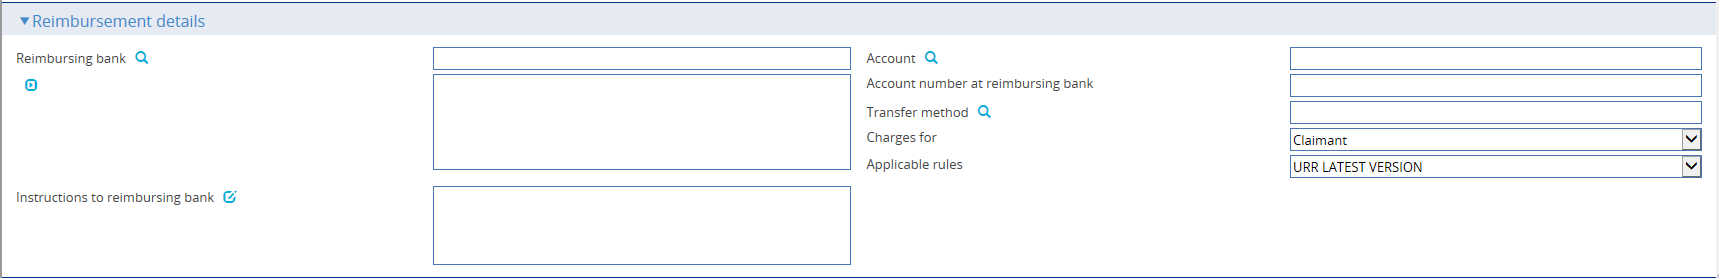 Reimbursement details
Reimbursing bank
Account
Account number at reimbursing bank
Transfer method
Charges for
Claimant
Applicable rules
URR LATEST VERSION
Instructions to reimbursing bank